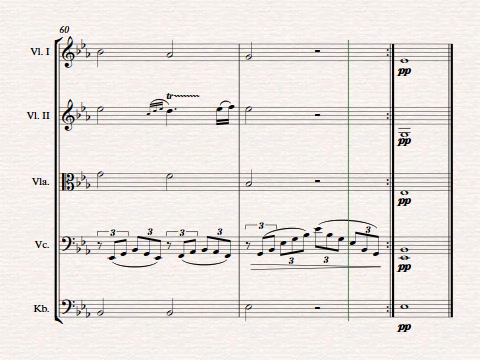 60
Vl. I
pp
tr
Vl. II
pp
Vla.
pp
3 3 3 3 3 3
Vc.
3 3
pp
Kb.
pp